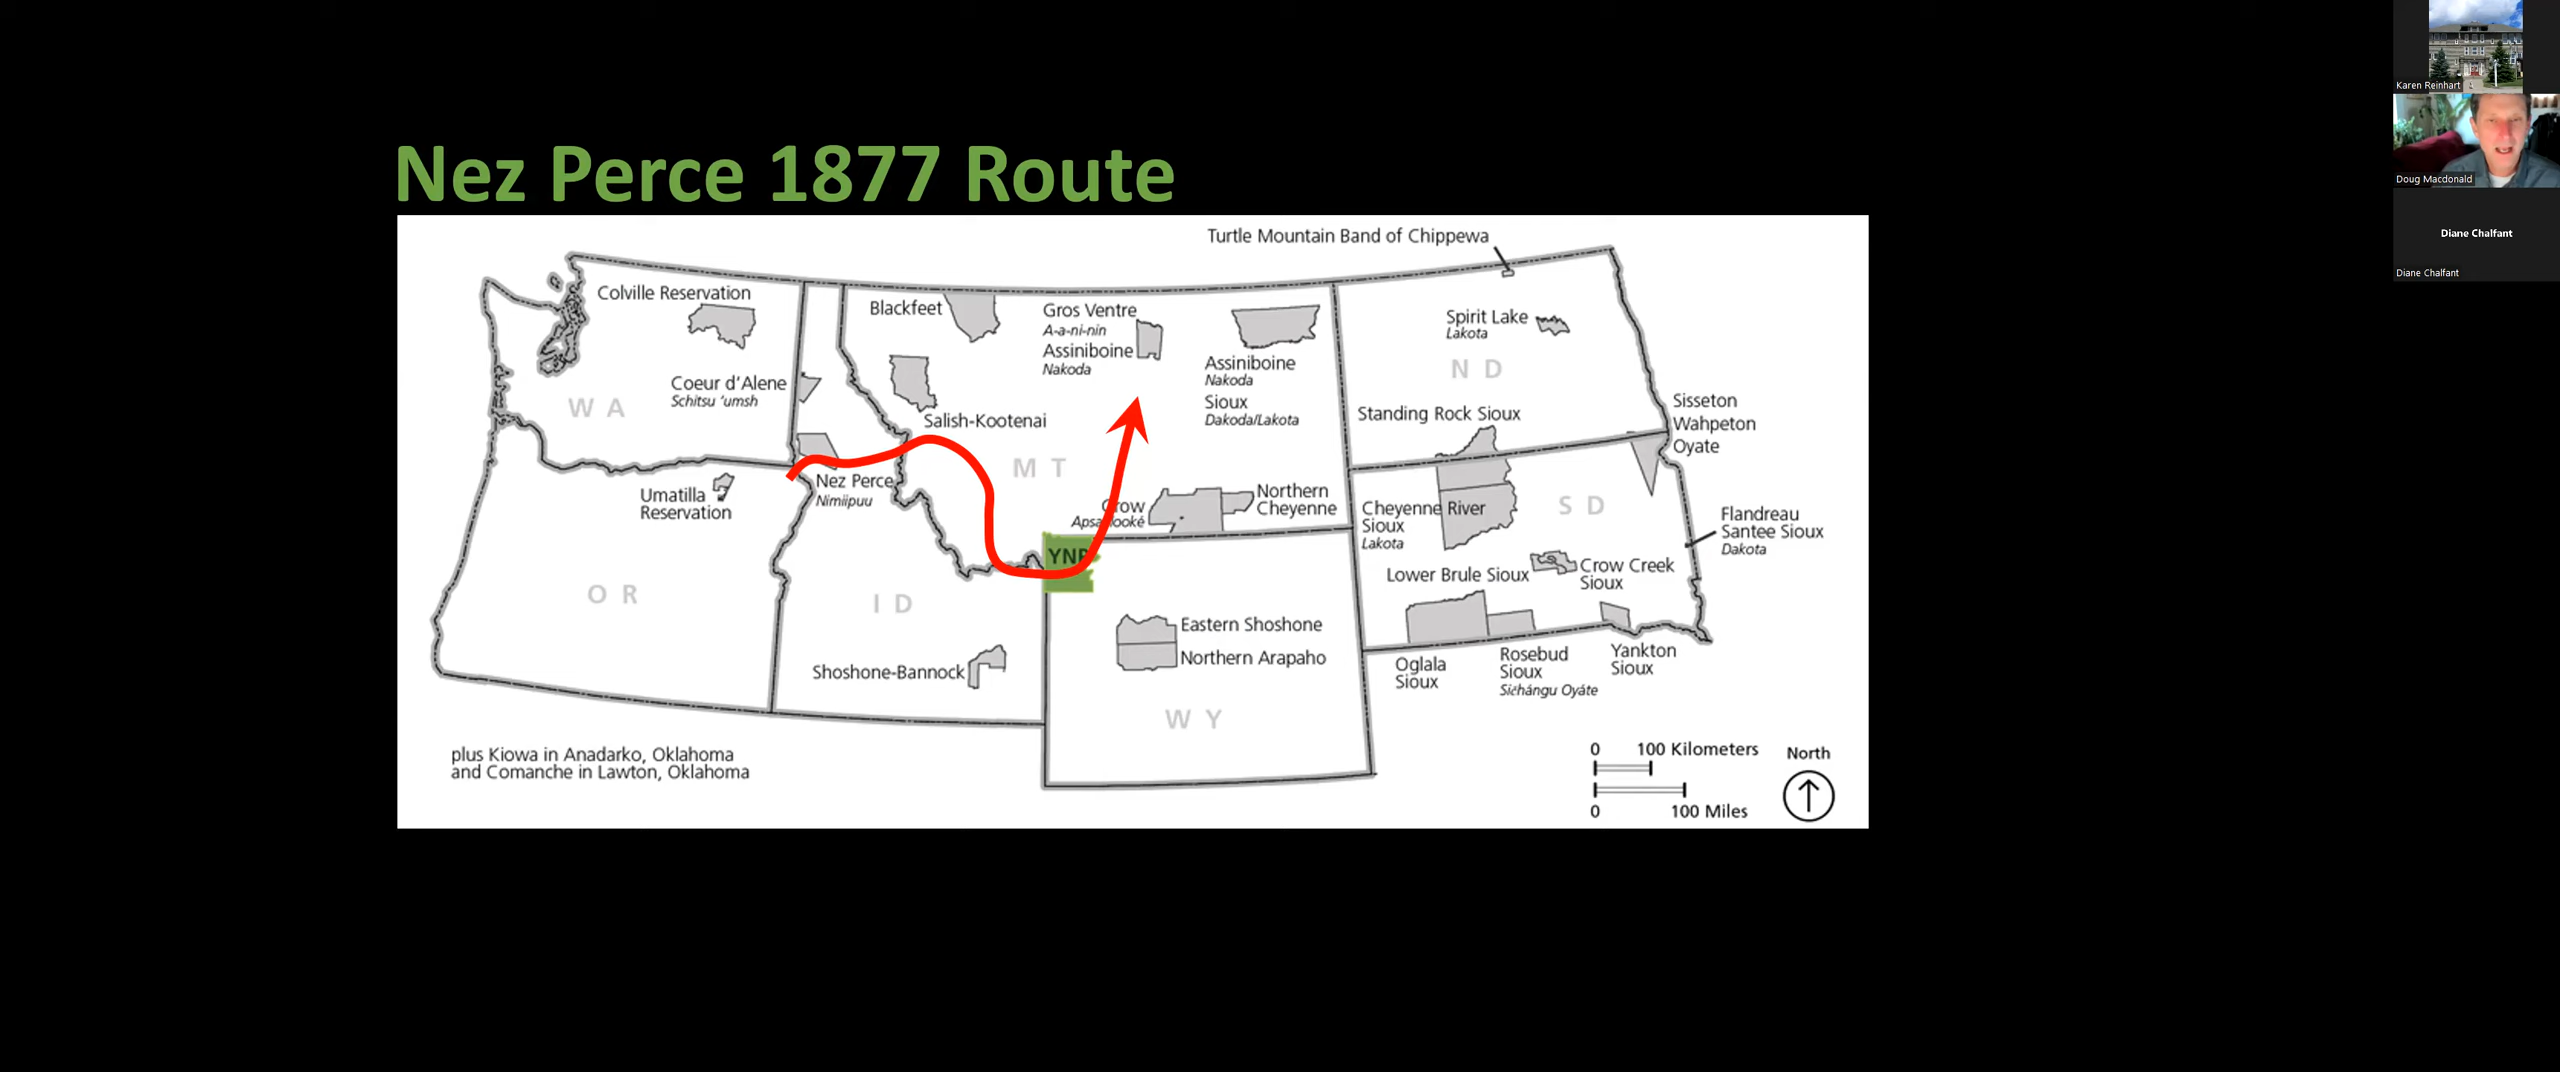 Nez Perce 1877 Route
Turtle Mountain Band of Chippewa
Colville Reservation
Blackfeet
Gros Ventre
A-a-ni-nin
Assiniboine
Nakoda
Assiniboine
Nakoda
Sioux
Dakoda/Lakota
Spirit Lake
Lakota
N D
Coeur d'Alene
Schitsu 'umsh
W A
Salish-Kootenai
Standing Rock Sioux
Sisseton
Wahpeton
Oyate
M T
Nez Perce
Nimiipuu
Umatilla
Reservation
Crow
Northern
Cheyenne
Cheyenne River
Sioux
Lakota
S D
Flandreau
Santee Sioux
Dakota
YNP
Lower Brule Sioux
Crow Creek
Sioux
O R
I D
Eastern Shoshone
Northern Arapaho
Shoshone-Bannock
Oglala
Sioux
Rosebud
Sioux
Sičhánǧu Oyáte
Yankton
Sioux
W Y
plus Kiowa in Anadarko, Oklahoma
and Comanche in Lawton, Oklahoma
0 100 Kilometers
0 100 Miles
North
Karen Reinhart
Doug Macdonald
Diane Chalfant
Diane Chalfant